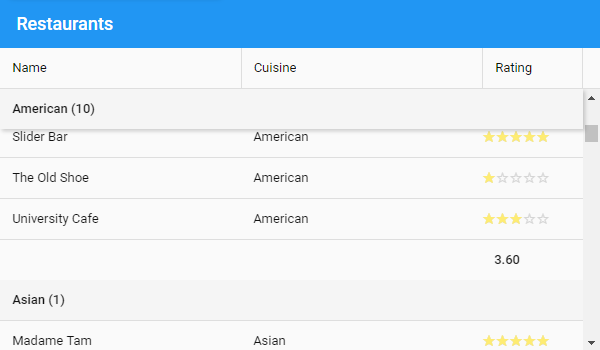 Restaurants
Name Cuisine Rating
American (10)
Slider Bar American
The Old Shoe American
University Cafe American
3.60
Asian (1)
Madame Tam Asian